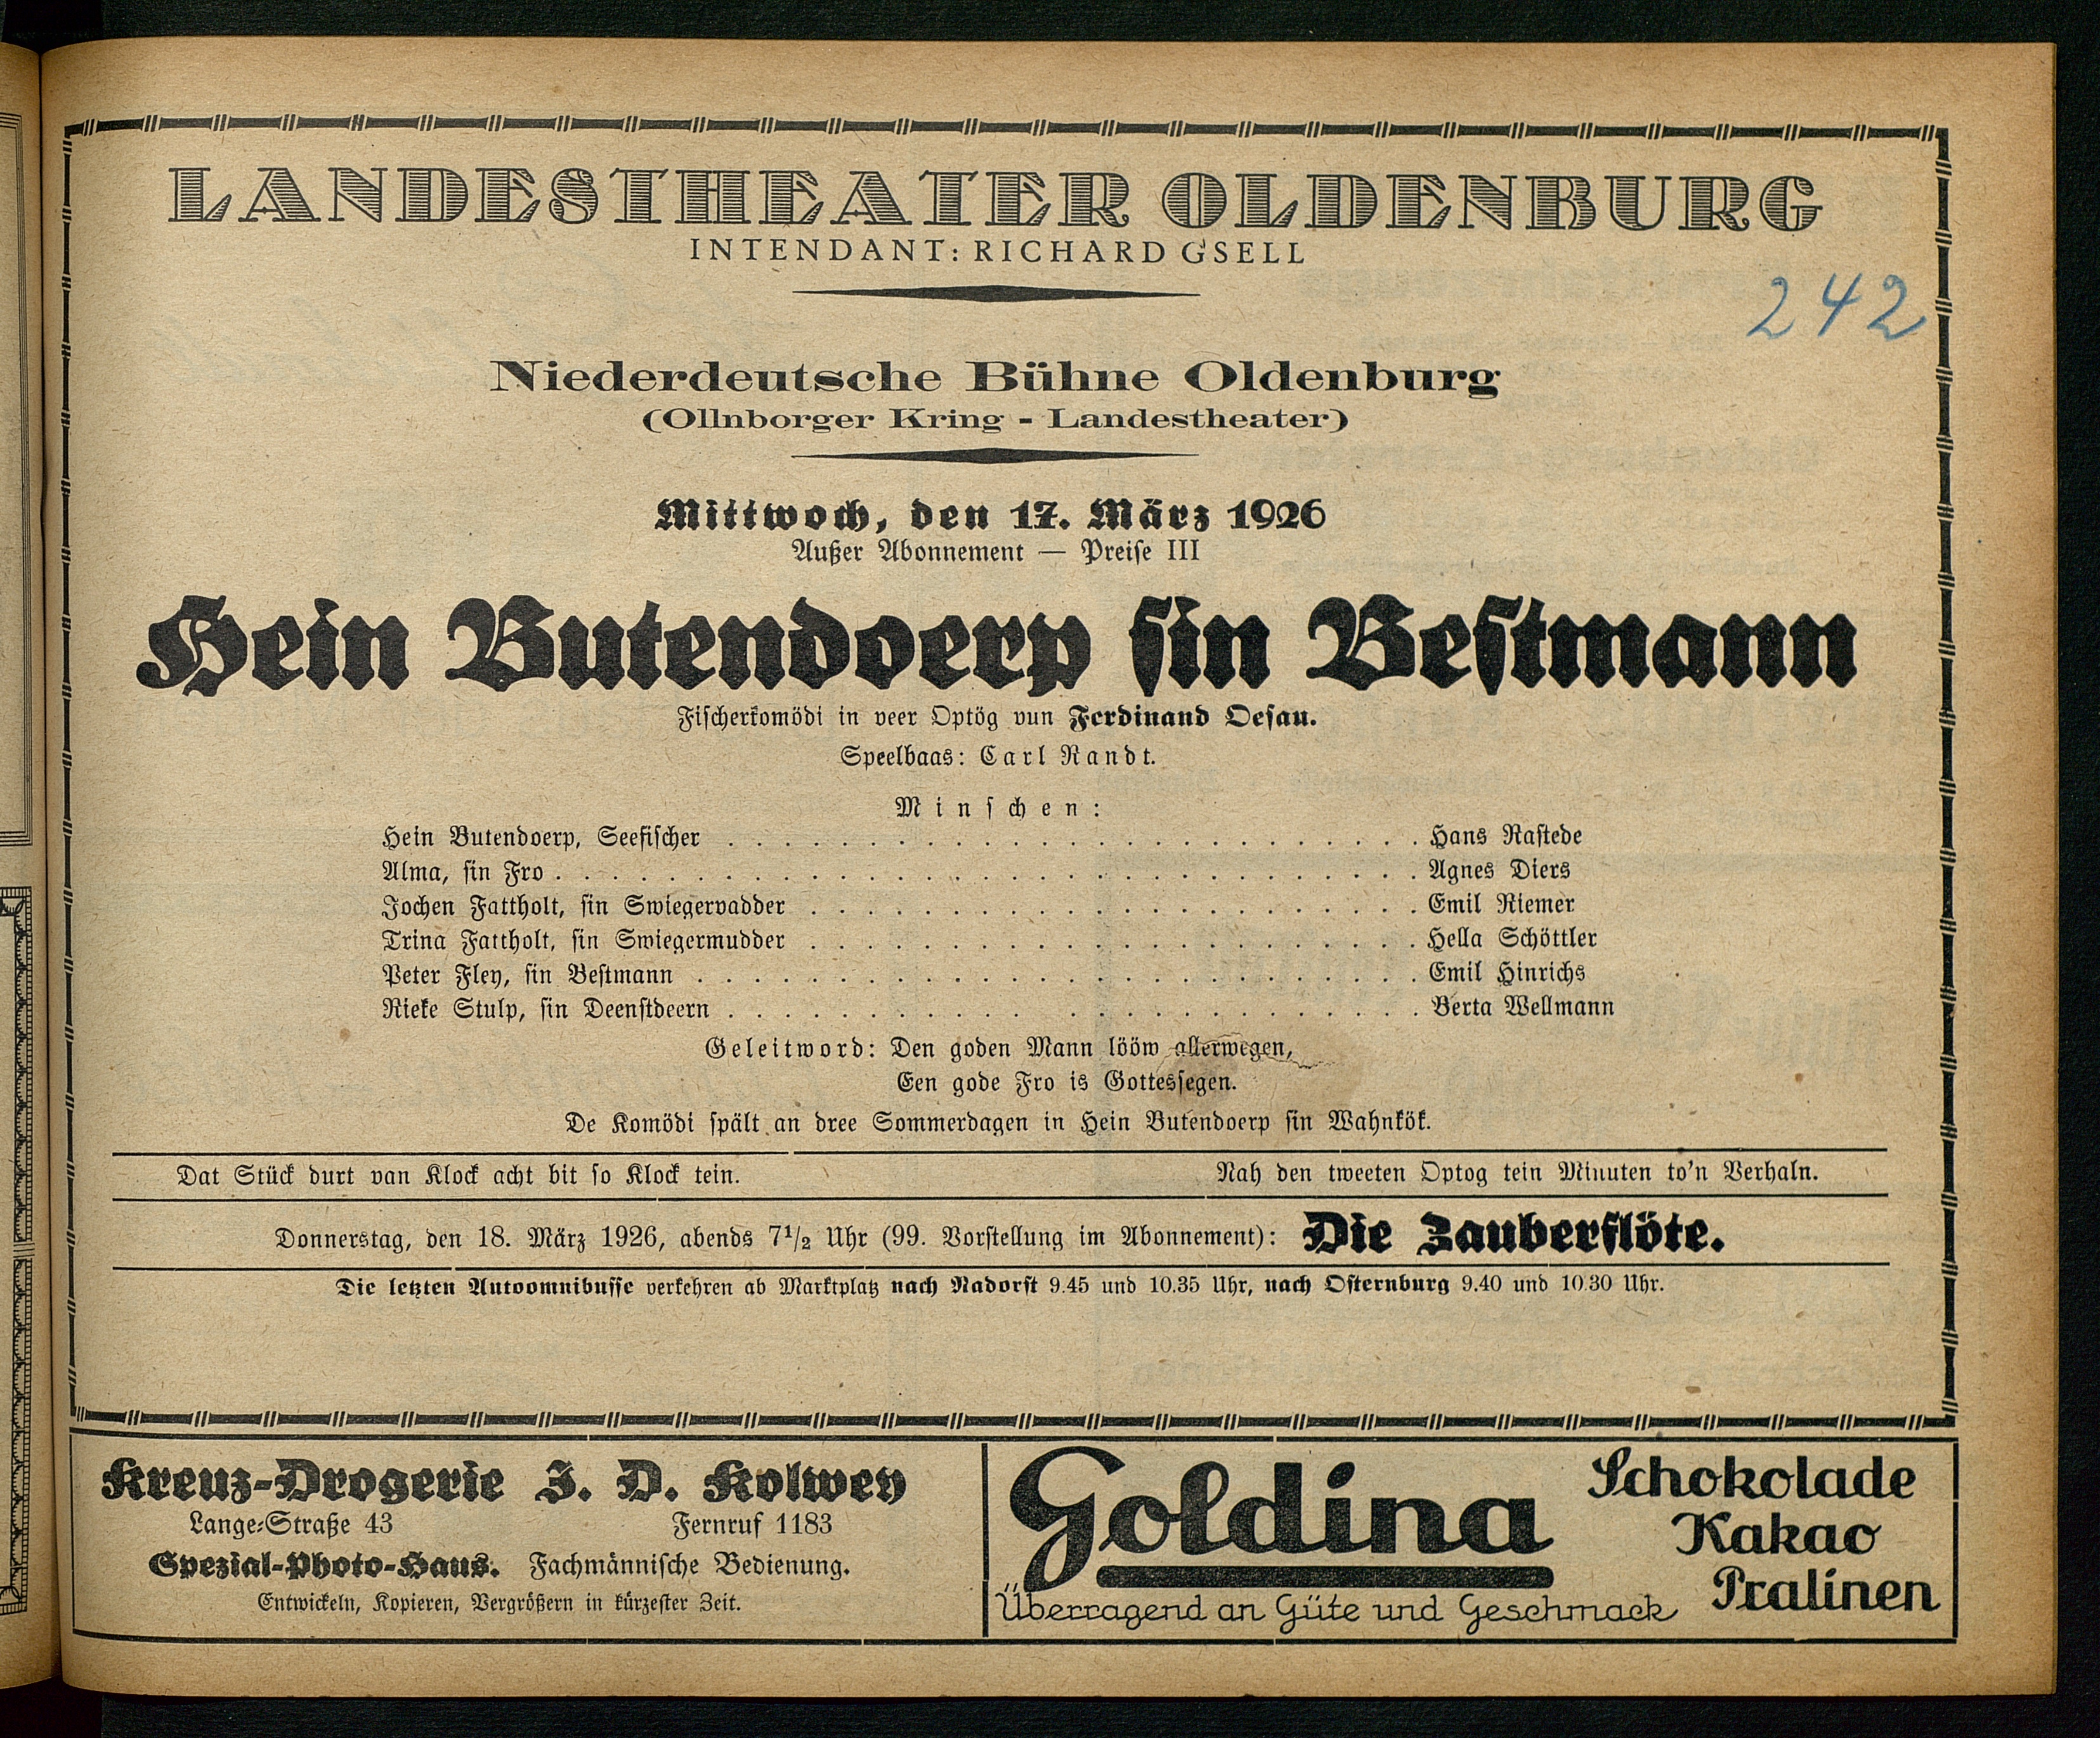 LANDESTHEATER OLDENBURG
INTENDANT: RICHARD GSELL
242
Niederdeutsche Bühne Oldenburg
(Ollnborger Kring - Landestheater)
Mittwoch, den 17. März 1926
Außer Abonnement — Preise III
Hein Butendoerp sin Bestmann
Fischerkomödi in veer Optög vun Ferdinand Oesau.
Speelbaas: Carl Randt.
Minschen:
Hein Butendoerp, Seefischer . . . . . . . . . . Hans Rastede
Alma, sin Fro . . . . . . . . . . Agnes Diers
Jochen Fattholt, sin Swiegervadder . . . . . . . . . . Emil Riemer
Trina Fattholt, sin Swiegermudder . . . . . . . . . . Hella Schöttler
Peter Fley, sin Bestmann . . . . . . . . . . Emil Hinrichs
Rieke Stulp, sin Deenstdeern . . . . . . . . . . Berta Wellmann
Geleitword: Den goden Mann lööw allerwegen,
Een gode Fro is Gottessegen.
De Komödi spält an dree Sommerdagen in Hein Butendoerp sin Wahnkök.
Dat Stück durt van Klock acht bit so Klock tein. Nah den tweeten Optog tein Minuten to'n Verhaln.
Donnerstag, den 18. März 1926, abends 7½ Uhr (99. Vorstellung im Abonnement): Die Zauberflöte.
Die letzten Autoomnibusse verkehren ab Marktplatz nach Nadorst 9.45 und 10.35 Uhr, nach Osternburg 9.40 und 10.30 Uhr.
Kreuz-Drogerie J. D. Kolwey
Lange-Straße 43 Fernruf 1183
Spezial-Photo-Haus. Fachmännische Bedienung.
Entwickeln, Kopieren, Vergrößern in kürzester Zeit.
Goldina
Schokolade
Kakao
Pralinen
Überragend an Güte und Geschmack